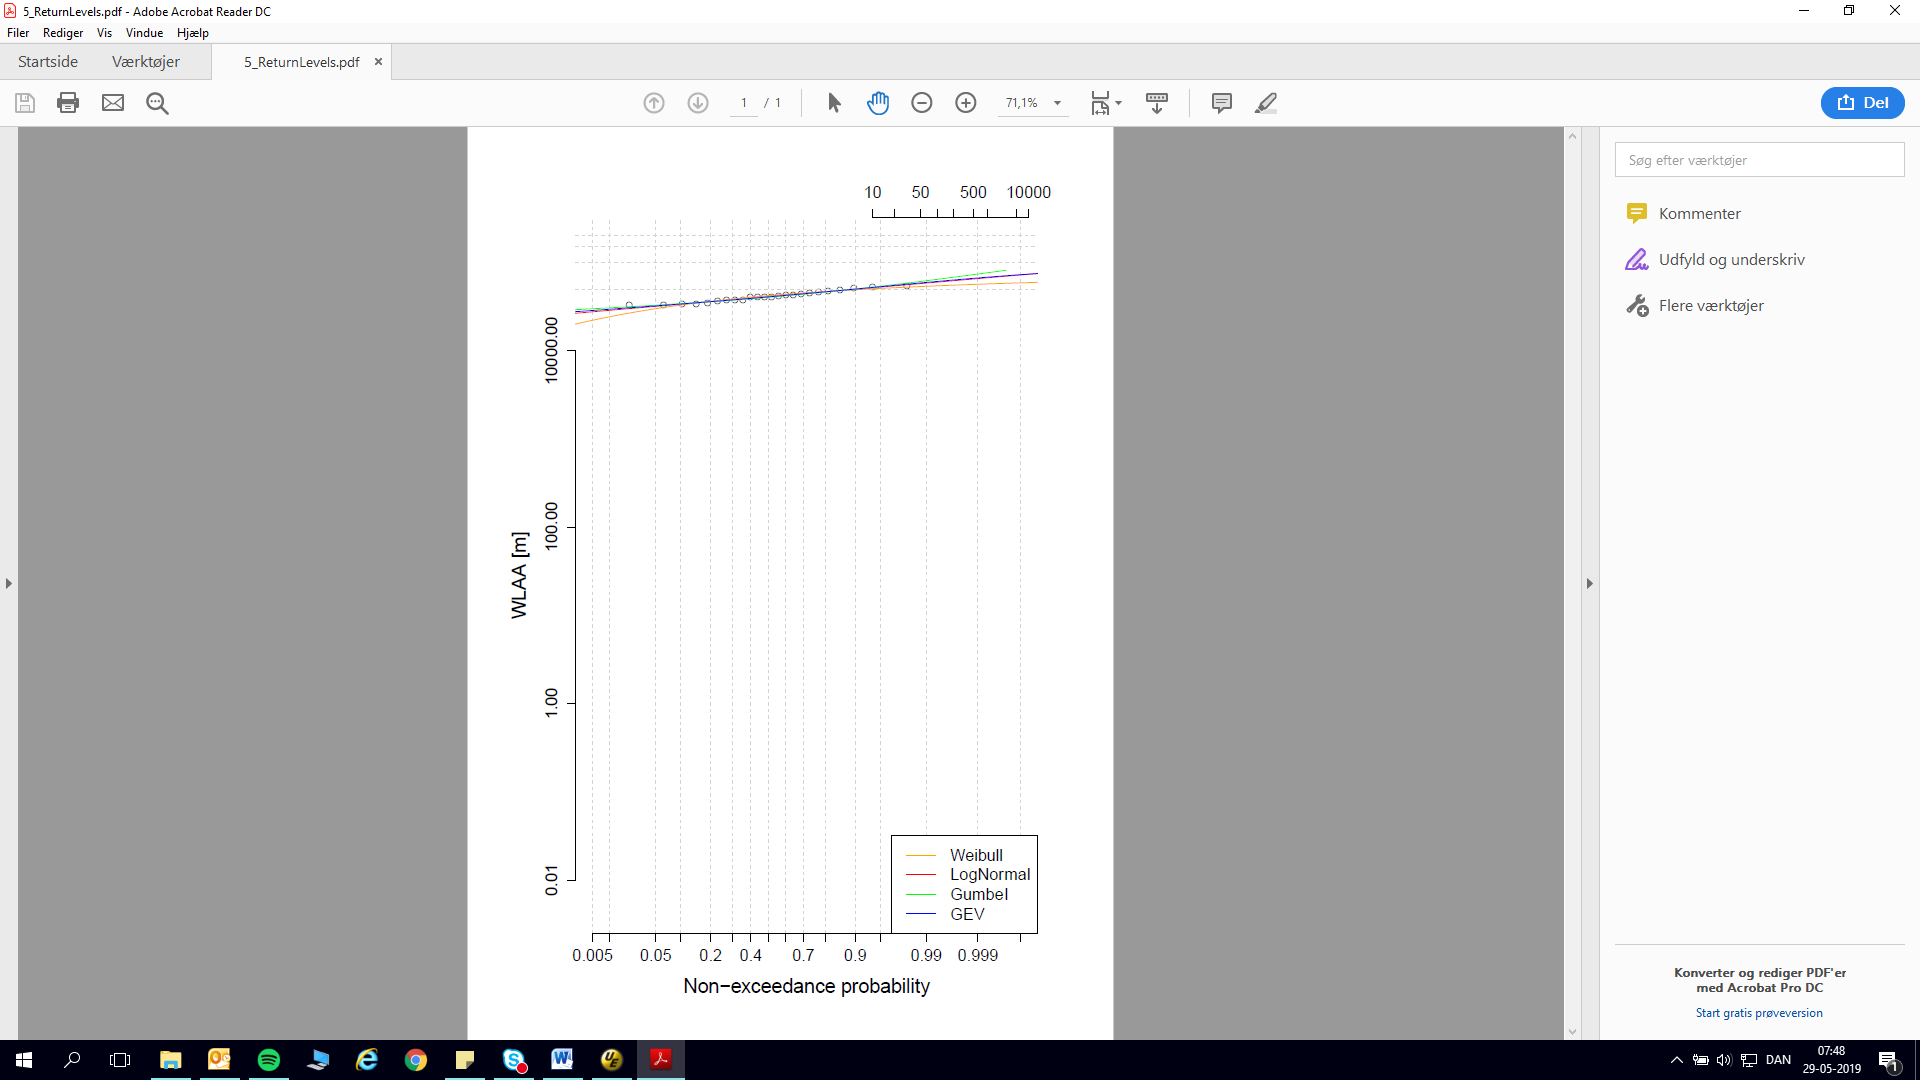 5_ReturnLevels.pdf - Adobe Acrobat Reader DC
Filer Rediger Vis Vindue Hjælp
Startside Værktøjer 5_ReturnLevels.pdf ×
1 / 1 71,1% Del
Søg efter værktøjer
Kommenter
Udfyld og underskriv
Flere værktøjer
10 50 500 10000
10000.00
100.00
1.00
0.01
WLAA [m]
Weibull
LogNormal
Gumbel
GEV
0.005 0.05 0.2 0.4 0.7 0.9 0.99 0.999
Non−exceedance probability
Konverter og rediger PDF'er
med Acrobat Pro DC
Start gratis prøveversion
DAN
07:48
29-05-2019
1